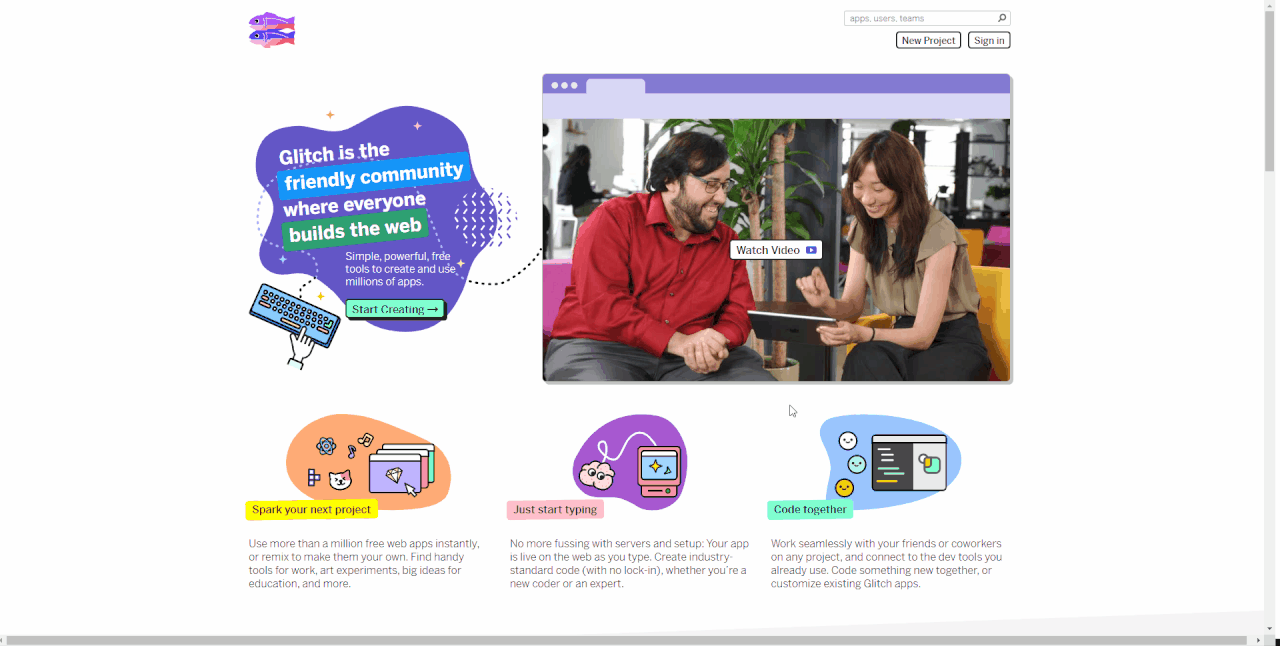 apps, users, teams
New Project
Sign in
Glitch is the
friendly community
where everyone
builds the web
Simple, powerful, free
tools to create and use
millions of apps.
Start Creating →
Watch Video
Spark your next project
Use more than a million free web apps instantly,
or remix to make them your own. Find handy
tools for work, art experiments, big ideas for
education, and more.
Just start typing
No more fussing with servers and setup: Your app
is live on the web as you type. Create industry-
standard code (with no lock-in), whether you're a
new coder or an expert.
Code together
Work seamlessly with your friends or coworkers
on any project, and connect to the dev tools you
already use. Code something new together, or
customize existing Glitch apps.